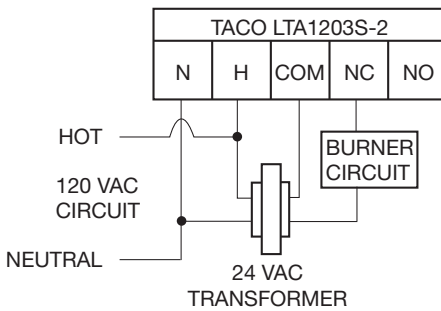 TACO LTA1203S-2
N H COM NC NO
HOT
BURNER
CIRCUIT
120 VAC
CIRCUIT
NEUTRAL
24 VAC
TRANSFORMER